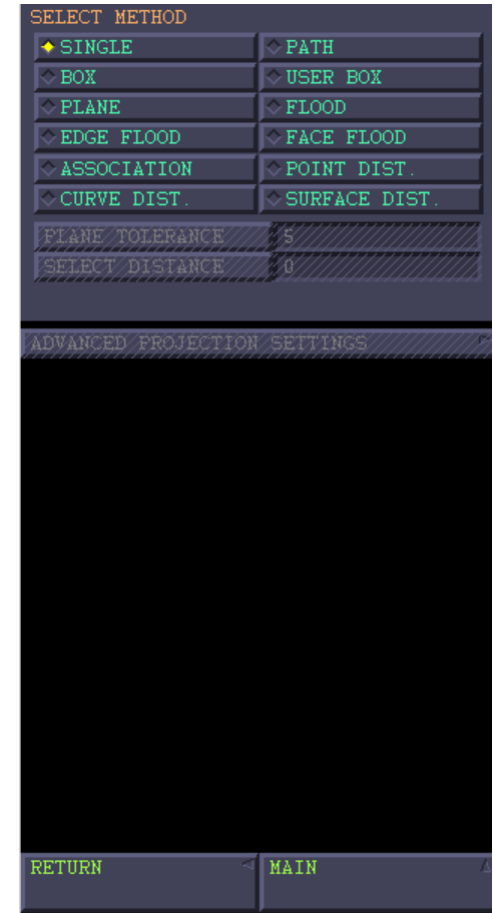 SELECT METHOD
SINGLE PATH
BOX USER BOX
PLANE FLOOD
EDGE FLOOD FACE FLOOD
ASSOCIATION POINT DIST.
CURVE DIST. SURFACE DIST.
PLANE TOLERANCE 5
SELECT DISTANCE 0
ADVANCED PROJECTION SETTINGS
RETURN MAIN